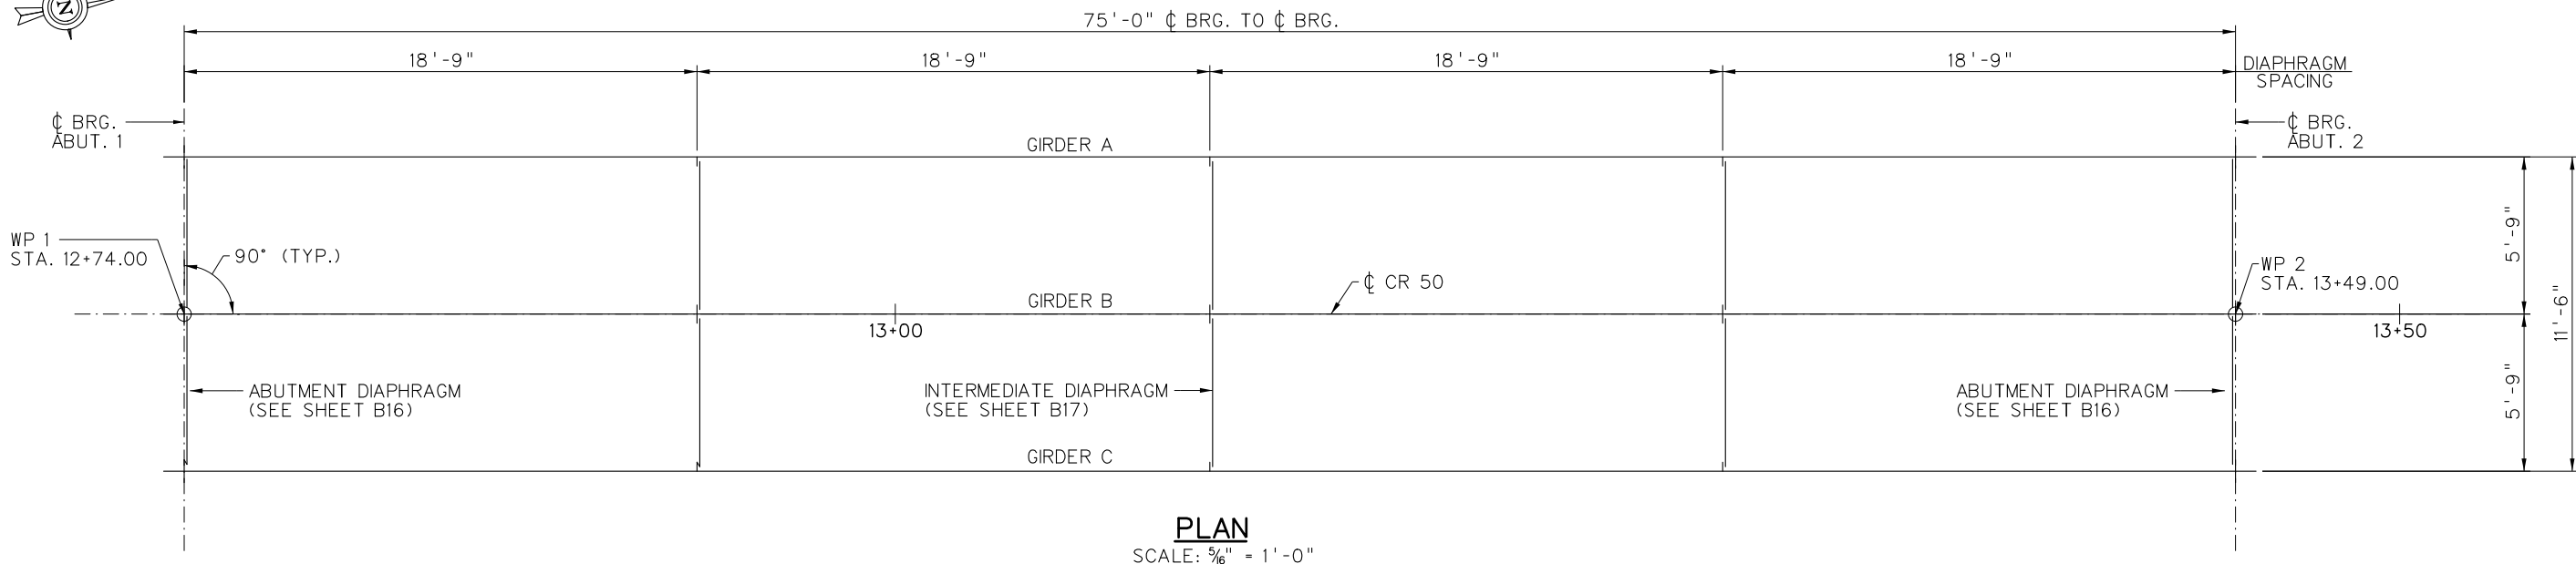 N
75'-0" ℄ BRG. TO ℄ BRG.
18'-9" 18'-9" 18'-9" 18'-9"
DIAPHRAGM
SPACING
℄ BRG.
ABUT. 1
℄ BRG.
ABUT. 2
GIRDER A
WP 1
STA. 12+74.00
90° (TYP.)
GIRDER B
℄ CR 50
WP 2
STA. 13+49.00
13+00
13+50
5'-9"
5'-9"
11'-6"
ABUTMENT DIAPHRAGM
(SEE SHEET B16)
INTERMEDIATE DIAPHRAGM
(SEE SHEET B17)
ABUTMENT DIAPHRAGM
(SEE SHEET B16)
GIRDER C
PLAN
SCALE: 5/16" = 1'-0"